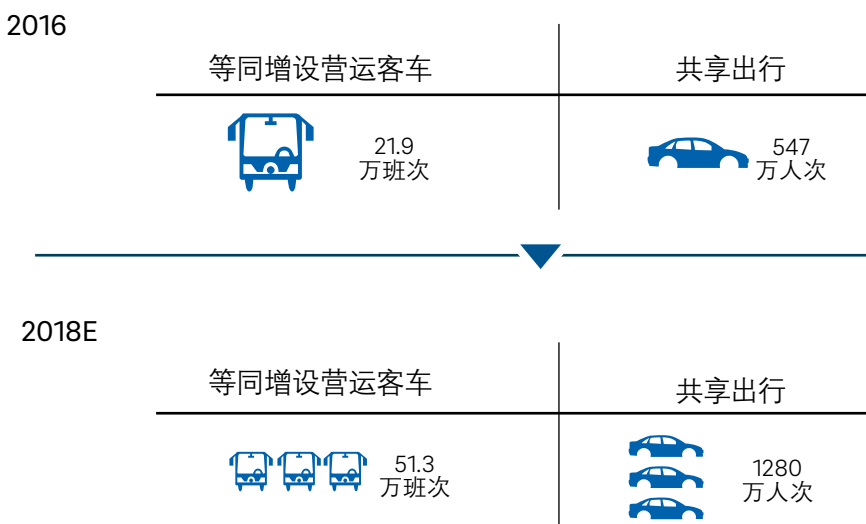 2016
等同增设营运客车
共享出行
21.9
万班次
547
万人次
2018E
等同增设营运客车
共享出行
51.3
万班次
1280
万人次